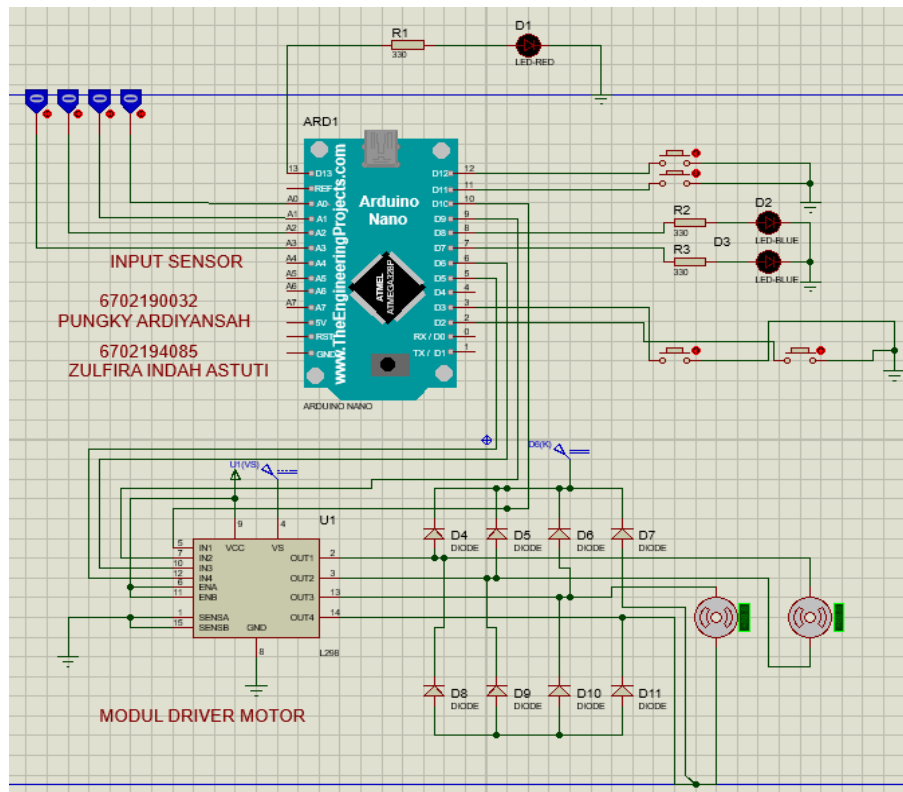 R1
330
D1
LED-RED
0
0
0
0
ARD1
13
D13
REF
A0
A0
A1
A1
A2
A2
A3
A3
A4
A4
A5
A5
A6
A6
A7
A7
5V
RST
GND
www.TheEngineeringProjects.com
Arduino
Nano
ATMEL
ATMEGA328P
D12
12
D11
11
D10
10
D9
9
D8
8
D7
7
D6
6
D5
5
D4
4
D3
3
D2
2
RX / D0
0
TX / D1
1
ARDUINO NANO
R2
330
D2
LED-BLUE
R3
330
D3
LED-BLUE
INPUT SENSOR
6702190032
PUNGKY ARDIYANSAH
6702194085
ZULFIRA INDAH ASTUTI
U1(VS)
D6(K)
U1
9
4
VCC
VS
5
IN1
7
IN2
10
IN3
12
IN4
6
ENA
11
ENB
1
SENSA
15
SENSB
GND
8
OUT1
2
OUT2
3
OUT3
13
OUT4
14
L298
D4
DIODE
D5
DIODE
D6
DIODE
D7
DIODE
D8
DIODE
D9
DIODE
D10
DIODE
D11
DIODE
MODUL DRIVER MOTOR